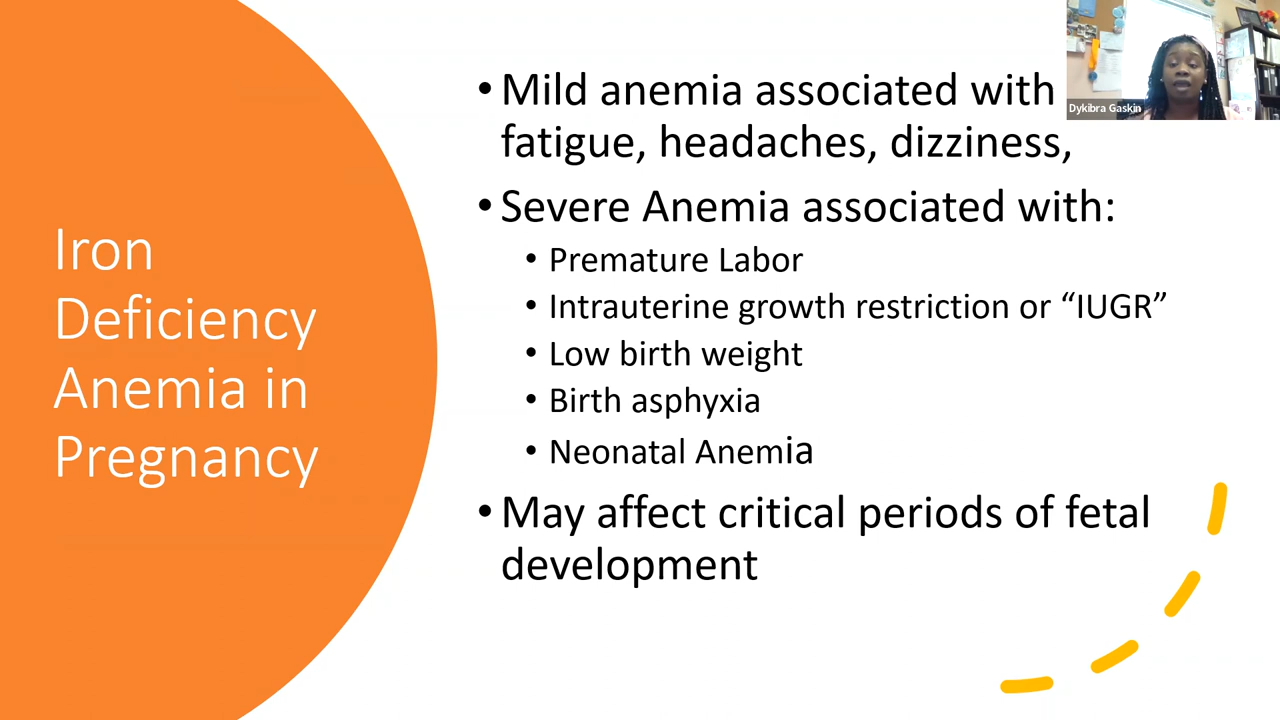 Iron
Deficiency
Anemia in
Pregnancy
• Mild anemia associated with
fatigue, headaches, dizziness,
• Severe Anemia associated with:
• Premature Labor
• Intrauterine growth restriction or “IUGR”
• Low birth weight
• Birth asphyxia
• Neonatal Anemia
• May affect critical periods of fetal
development
Dykibra Gaskin